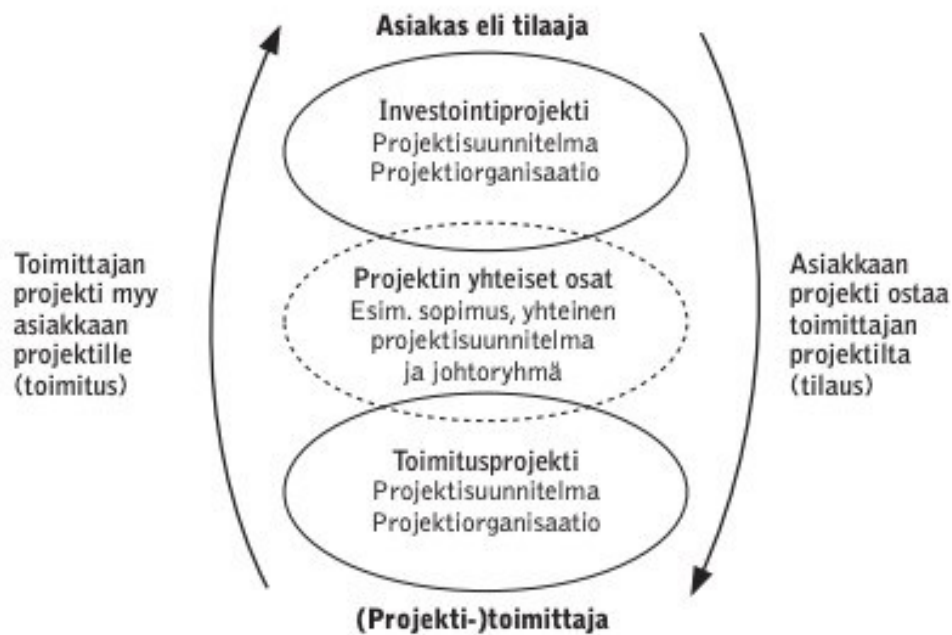 Asiakas eli tilaaja
Investointiprojekti
Projektisuunnitelma
Projektiorganisaatio
Toimittajan
projekti myy
asiakkaan
projektille
(toimitus)
Projektin yhteiset osat
Esim. sopimus, yhteinen
projektisuunnitelma
ja johtoryhmä
Asiakkaan
projekti ostaa
toimittajan
projektilta
(tilaus)
Toimitusprojekti
Projektisuunnitelma
Projektiorganisaatio
(Projekti-)toimittaja